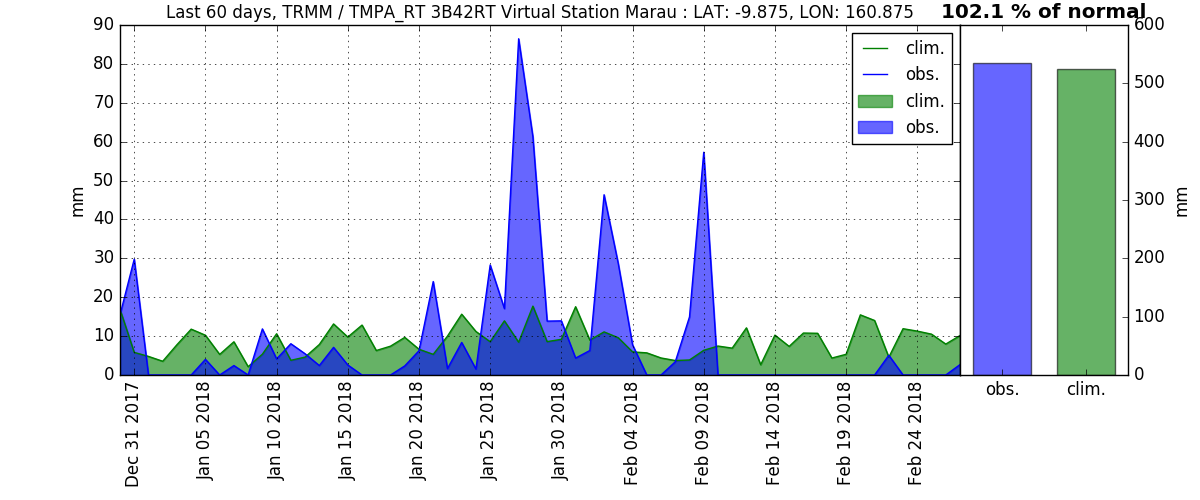 Last 60 days, TRMM / TMPA_RT 3B42RT Virtual Station Marau : LAT: -9.875, LON: 160.875
102.1 % of normal
90
80
70
60
50
40
30
20
10
0
mm
clim.
obs.
clim.
obs.
600
500
400
300
200
100
0
mm
obs.
clim.
Dec 31 2017
Jan 05 2018
Jan 10 2018
Jan 15 2018
Jan 20 2018
Jan 25 2018
Jan 30 2018
Feb 04 2018
Feb 09 2018
Feb 14 2018
Feb 19 2018
Feb 24 2018